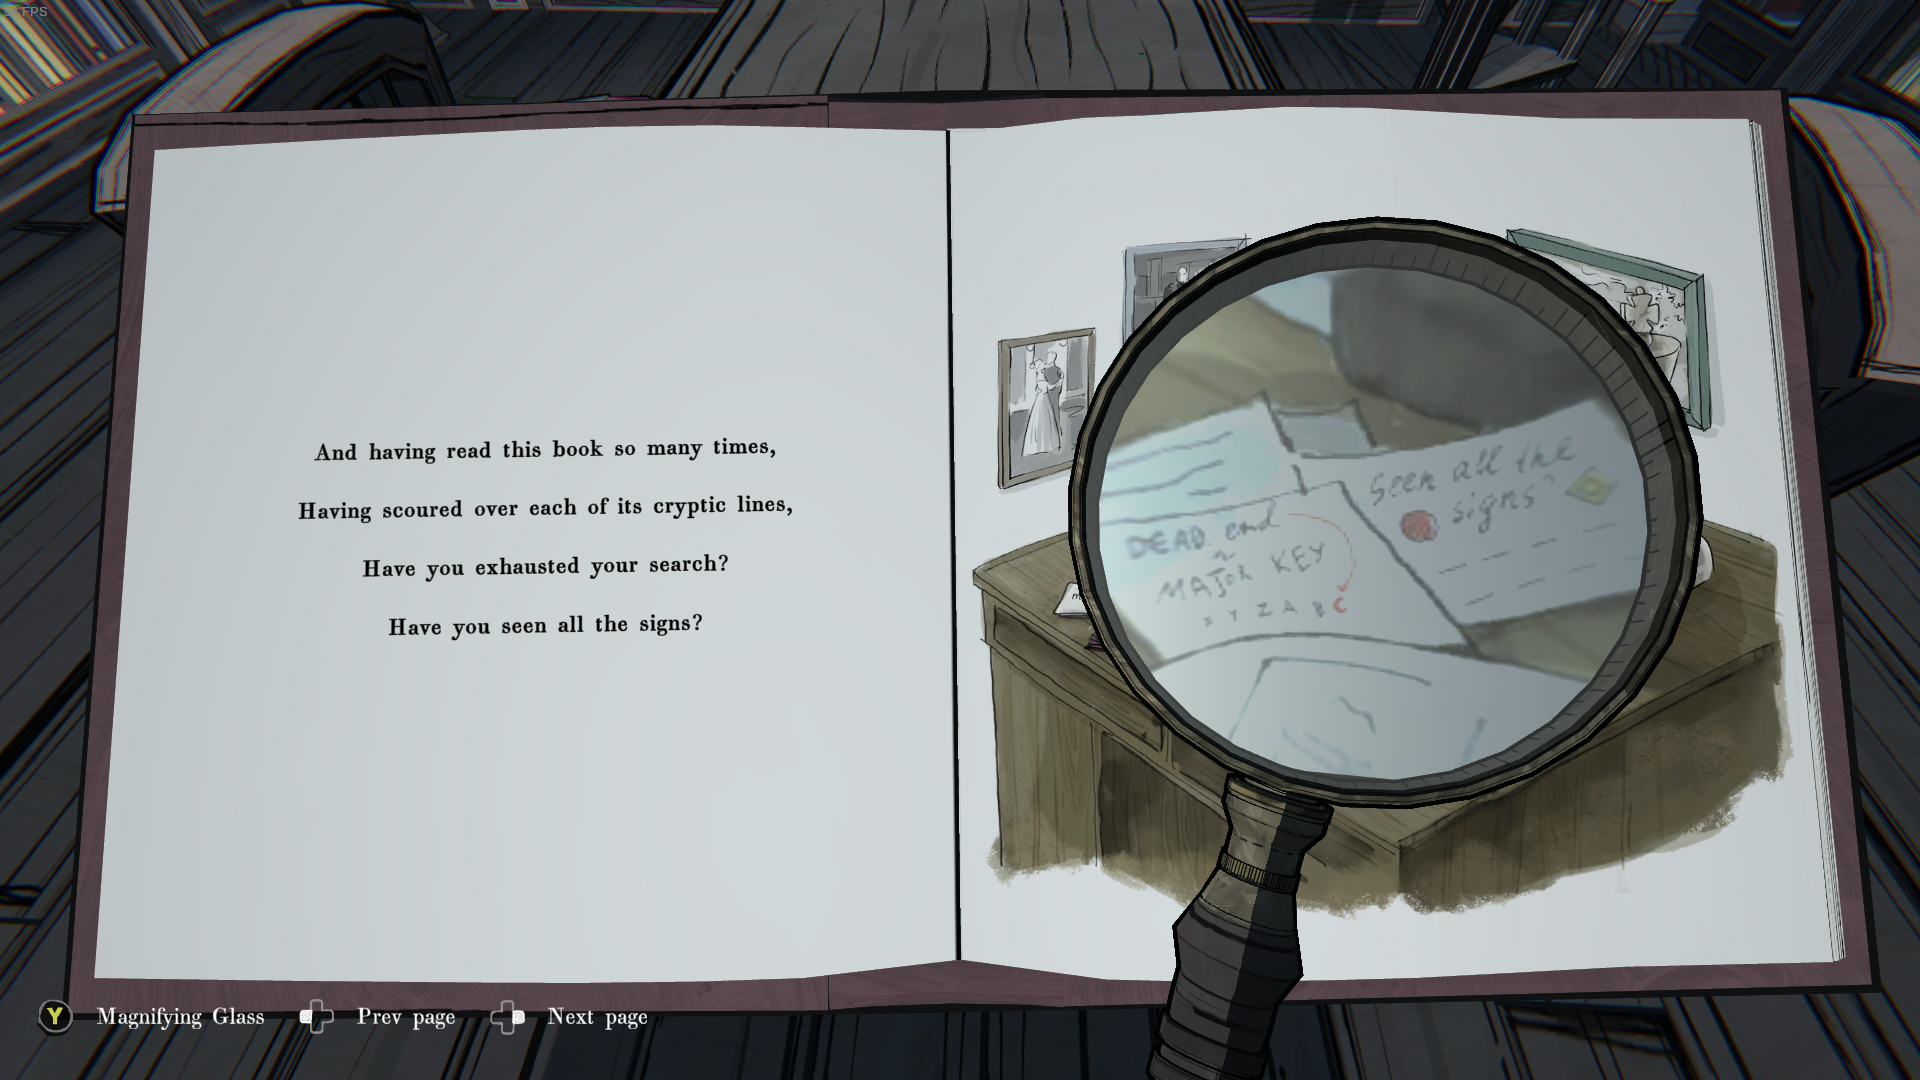 FPS
And having read this book so many times,
Having scoured over each of its cryptic lines,
Have you exhausted your search?
Have you seen all the signs?
DEAD end
MAJOR KEY
X Y Z A B C
Seen all the
signs?
Y Magnifying Glass Prev page Next page